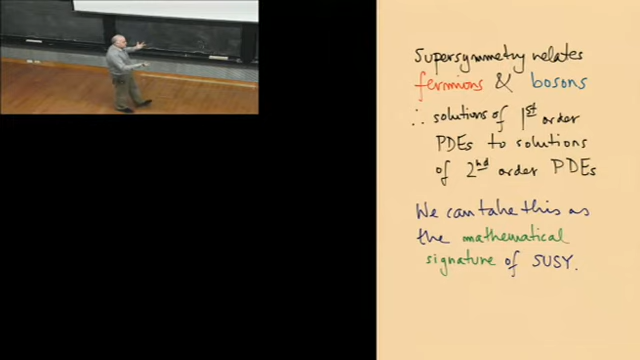 Supersymmetry relates
fermions & bosons
∴ solutions of 1st order
PDEs to solutions
of 2nd order PDEs
We can take this as
the mathematical
signature of SUSY.